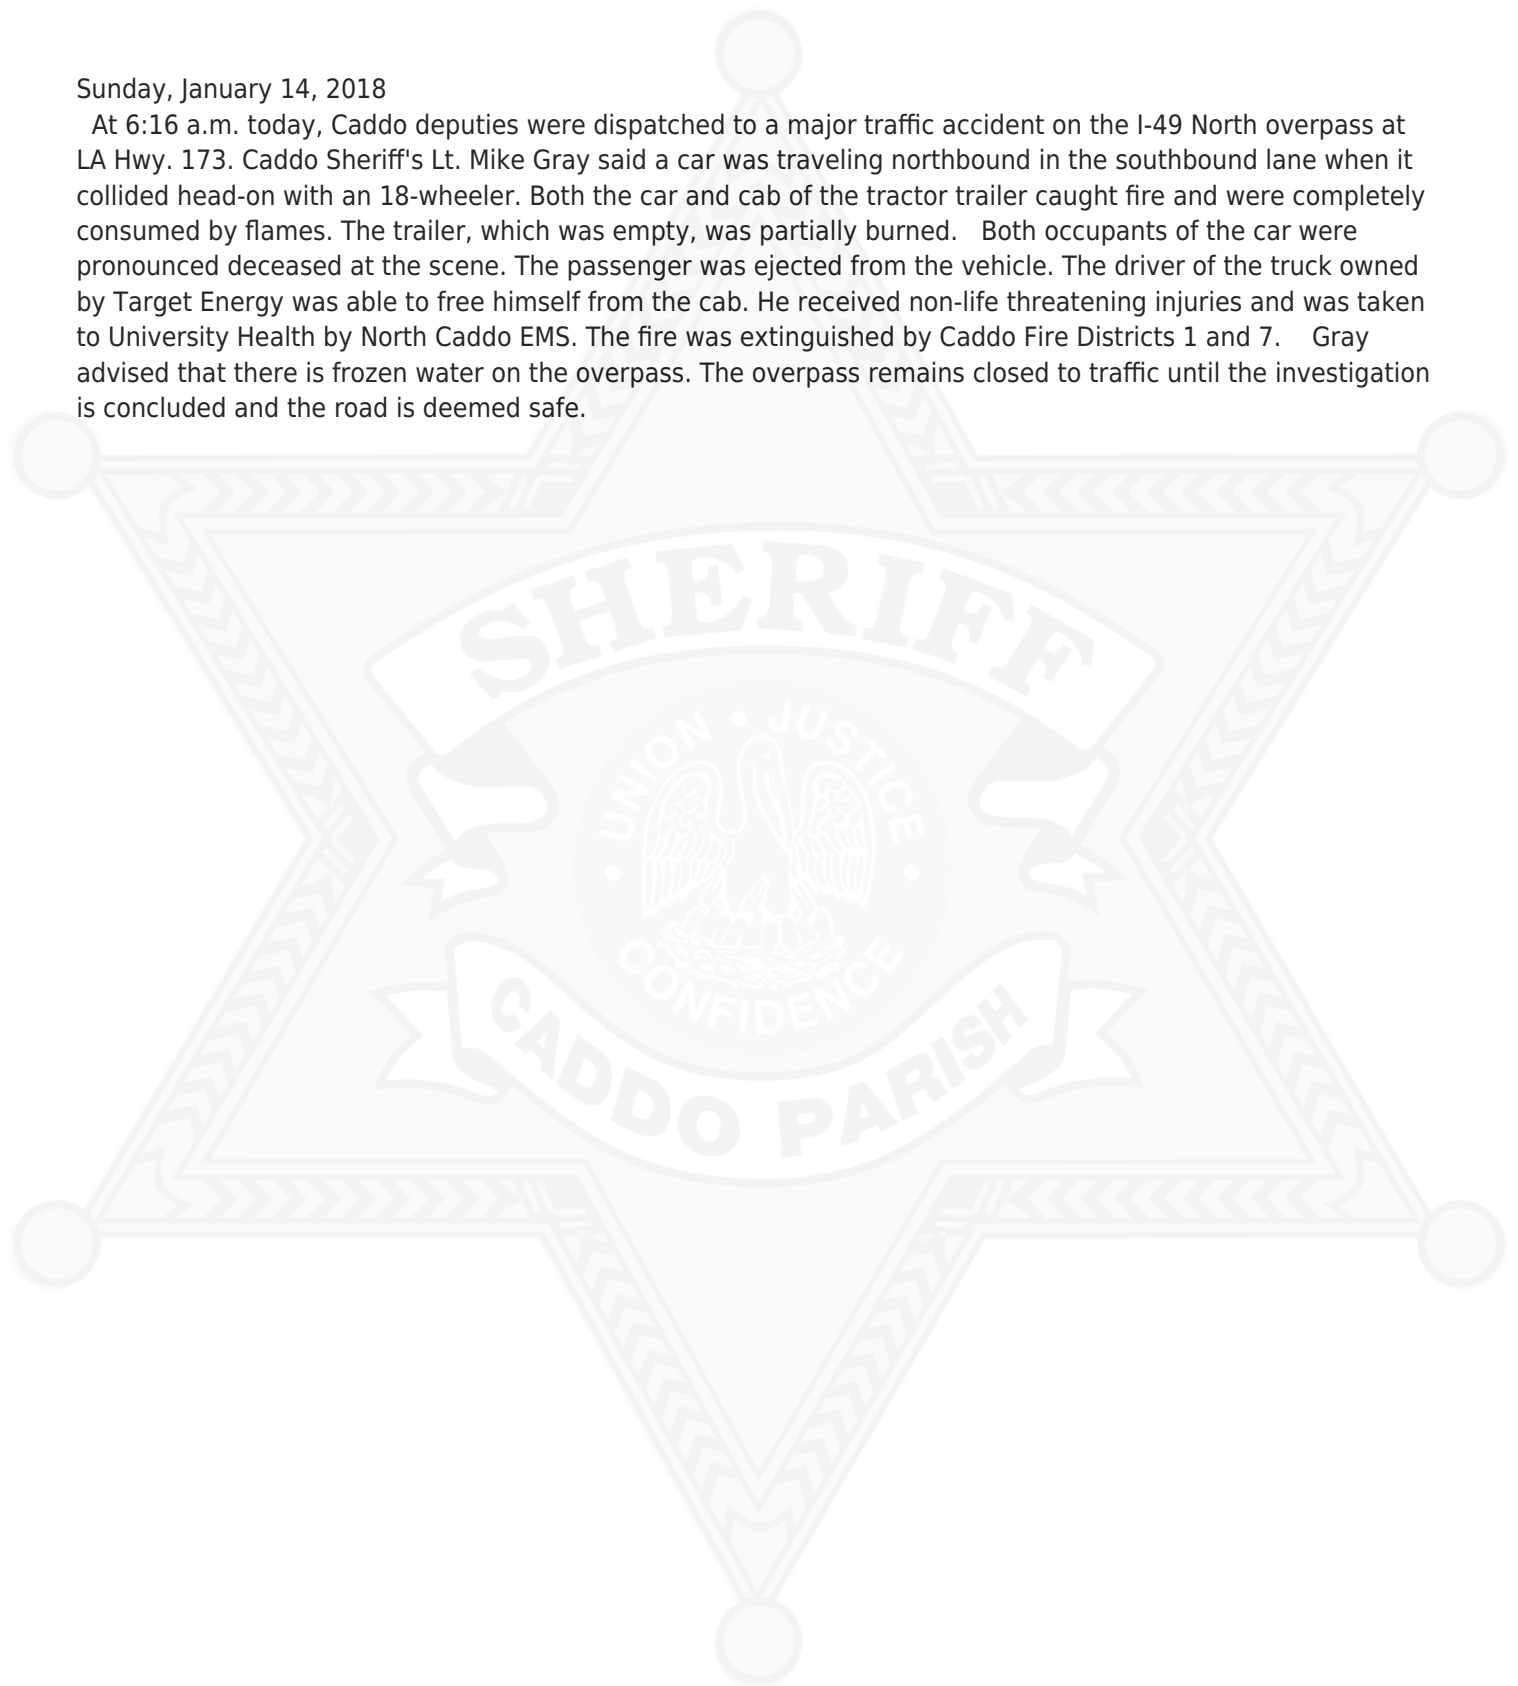 Sunday, January 14, 2018
At 6:16 a.m. today, Caddo deputies were dispatched to a major traffic accident on the I-49 North overpass at
LA Hwy. 173. Caddo Sheriff's Lt. Mike Gray said a car was traveling northbound in the southbound lane when it
collided head-on with an 18-wheeler. Both the car and cab of the tractor trailer caught fire and were completely
consumed by flames. The trailer, which was empty, was partially burned.   Both occupants of the car were
pronounced deceased at the scene. The passenger was ejected from the vehicle. The driver of the truck owned
by Target Energy was able to free himself from the cab. He received non-life threatening injuries and was taken
to University Health by North Caddo EMS. The fire was extinguished by Caddo Fire Districts 1 and 7.    Gray
advised that there is frozen water on the overpass. The overpass remains closed to traffic until the investigation
is concluded and the road is deemed safe.
SHERIFF
UNION • JUSTICE
• CONFIDENCE •
CADDO PARISH